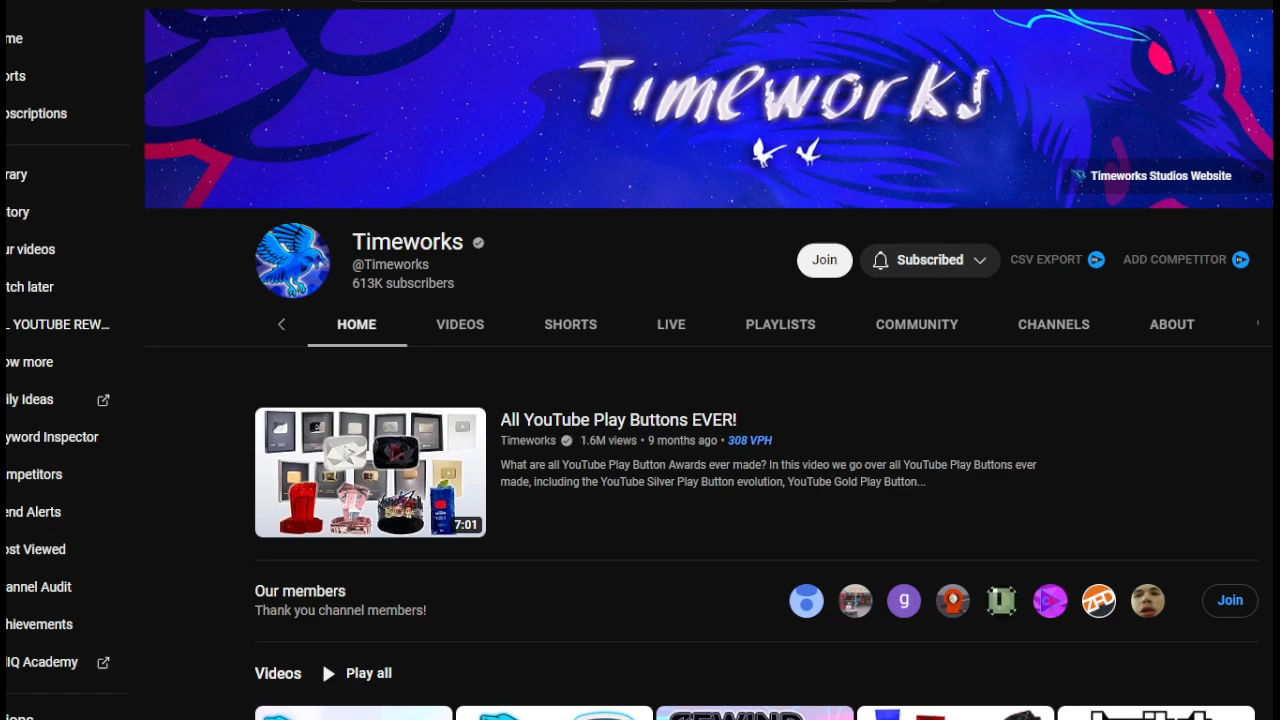 me
orts
oscriptions
rary
tory
ur videos
tch later
L YOUTUBE REW...
ow more
ily Ideas
yword Inspector
mpetitors
end Alerts
ost Viewed
annel Audit
hievements
IQ Academy
Timeworks
Timeworks Studios Website
Timeworks
@Timeworks
613K subscribers
Join
Subscribed
CSV EXPORT
ADD COMPETITOR
HOME VIDEOS SHORTS LIVE PLAYLISTS COMMUNITY CHANNELS ABOUT
7:01
All YouTube Play Buttons EVER!
Timeworks 1.6M views • 9 months ago • 308 VPH
What are all YouTube Play Button Awards ever made? In this video we go over all YouTube Play Buttons ever
made, including the YouTube Silver Play Button evolution, YouTube Gold Play Button...
Our members
Thank you channel members!
g
ZFD
Join
Videos Play all
REWIND